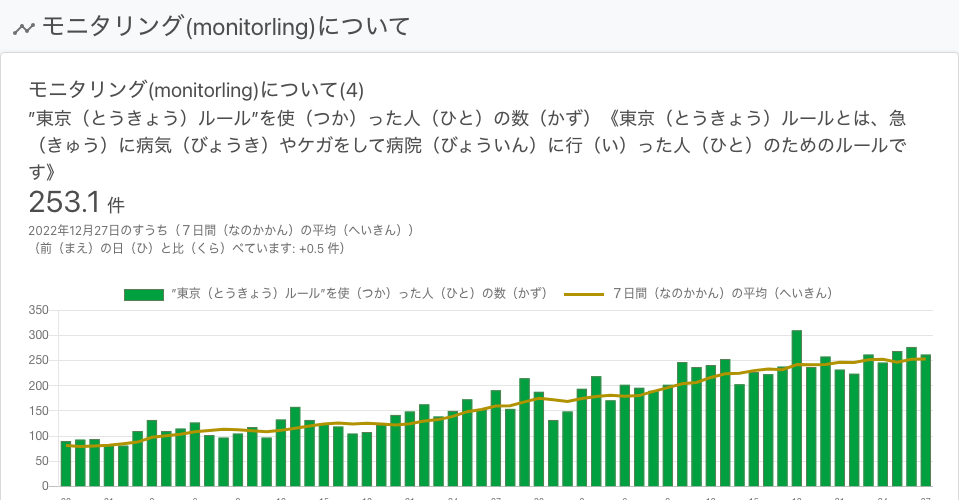 モニタリング(monitorling)について
モニタリング(monitorling)について(4)
”東京（とうきょう）ルール”を使（つか）った人（ひと）の数（かず）《東京（とうきょう）ルールとは、急
（きゅう）に病気（びょうき）やケガをして病院（びょういん）に行（い）った人（ひと）のためのルールで
す》
253.1 件
2022年12月27日のすうち（７日間（なのかかん）の平均（へいきん））
（前（まえ）の日（ひ）と比（くら）べています: +0.5 件）
”東京（とうきょう）ルール”を使（つか）った人（ひと）の数（かず） ７日間（なのかかん）の平均（へいきん）
350
300
250
200
150
100
50
0